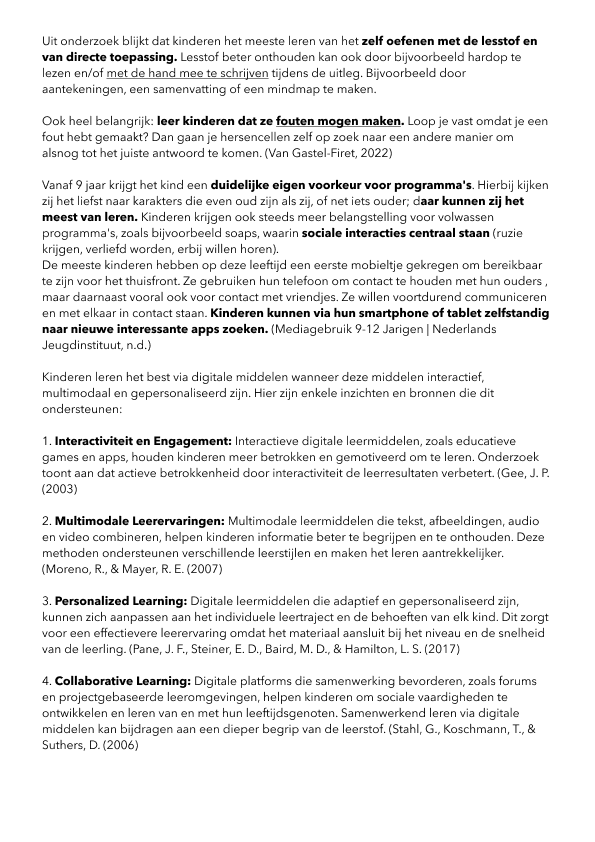 Uit onderzoek blijkt dat kinderen het meeste leren van het zelf oefenen met de lesstof en
van directe toepassing. Lesstof beter onthouden kan ook door bijvoorbeeld hardop te
lezen en/of met de hand mee te schrijven tijdens de uitleg. Bijvoorbeeld door
aantekeningen, een samenvatting of een mindmap te maken.

Ook heel belangrijk: leer kinderen dat ze fouten mogen maken. Loop je vast omdat je een
fout hebt gemaakt? Dan gaan je hersencellen zelf op zoek naar een andere manier om
alsnog tot het juiste antwoord te komen. (Van Gastel-Firet, 2022)

Vanaf 9 jaar krijgt het kind een duidelijke eigen voorkeur voor programma's. Hierbij kijken
zij het liefst naar karakters die even oud zijn als zij, of net iets ouder; daar kunnen zij het
meest van leren. Kinderen krijgen ook steeds meer belangstelling voor volwassen
programma's, zoals bijvoorbeeld soaps, waarin sociale interacties centraal staan (ruzie
krijgen, verliefd worden, erbij willen horen).
De meeste kinderen hebben op deze leeftijd een eerste mobieltje gekregen om bereikbaar
te zijn voor het thuisfront. Ze gebruiken hun telefoon om contact te houden met hun ouders ,
maar daarnaast vooral ook voor contact met vriendjes. Ze willen voortdurend communiceren
en met elkaar in contact staan. Kinderen kunnen via hun smartphone of tablet zelfstandig
naar nieuwe interessante apps zoeken. (Mediagebruik 9-12 Jarigen | Nederlands
Jeugdinstituut, n.d.)

Kinderen leren het best via digitale middelen wanneer deze middelen interactief,
multimodaal en gepersonaliseerd zijn. Hier zijn enkele inzichten en bronnen die dit
ondersteunen:

1. Interactiviteit en Engagement: Interactieve digitale leermiddelen, zoals educatieve
games en apps, houden kinderen meer betrokken en gemotiveerd om te leren. Onderzoek
toont aan dat actieve betrokkenheid door interactiviteit de leerresultaten verbetert. (Gee, J. P.
(2003)

2. Multimodale Leerervaringen: Multimodale leermiddelen die tekst, afbeeldingen, audio
en video combineren, helpen kinderen informatie beter te begrijpen en te onthouden. Deze
methoden ondersteunen verschillende leerstijlen en maken het leren aantrekkelijker.
(Moreno, R., & Mayer, R. E. (2007)

3. Personalized Learning: Digitale leermiddelen die adaptief en gepersonaliseerd zijn,
kunnen zich aanpassen aan het individuele leertraject en de behoeften van elk kind. Dit zorgt
voor een effectievere leerervaring omdat het materiaal aansluit bij het niveau en de snelheid
van de leerling. (Pane, J. F., Steiner, E. D., Baird, M. D., & Hamilton, L. S. (2017)

4. Collaborative Learning: Digitale platforms die samenwerking bevorderen, zoals forums
en projectgebaseerde leeromgevingen, helpen kinderen om sociale vaardigheden te
ontwikkelen en leren van en met hun leeftijdsgenoten. Samenwerkend leren via digitale
middelen kan bijdragen aan een dieper begrip van de leerstof. (Stahl, G., Koschmann, T., &
Suthers, D. (2006)